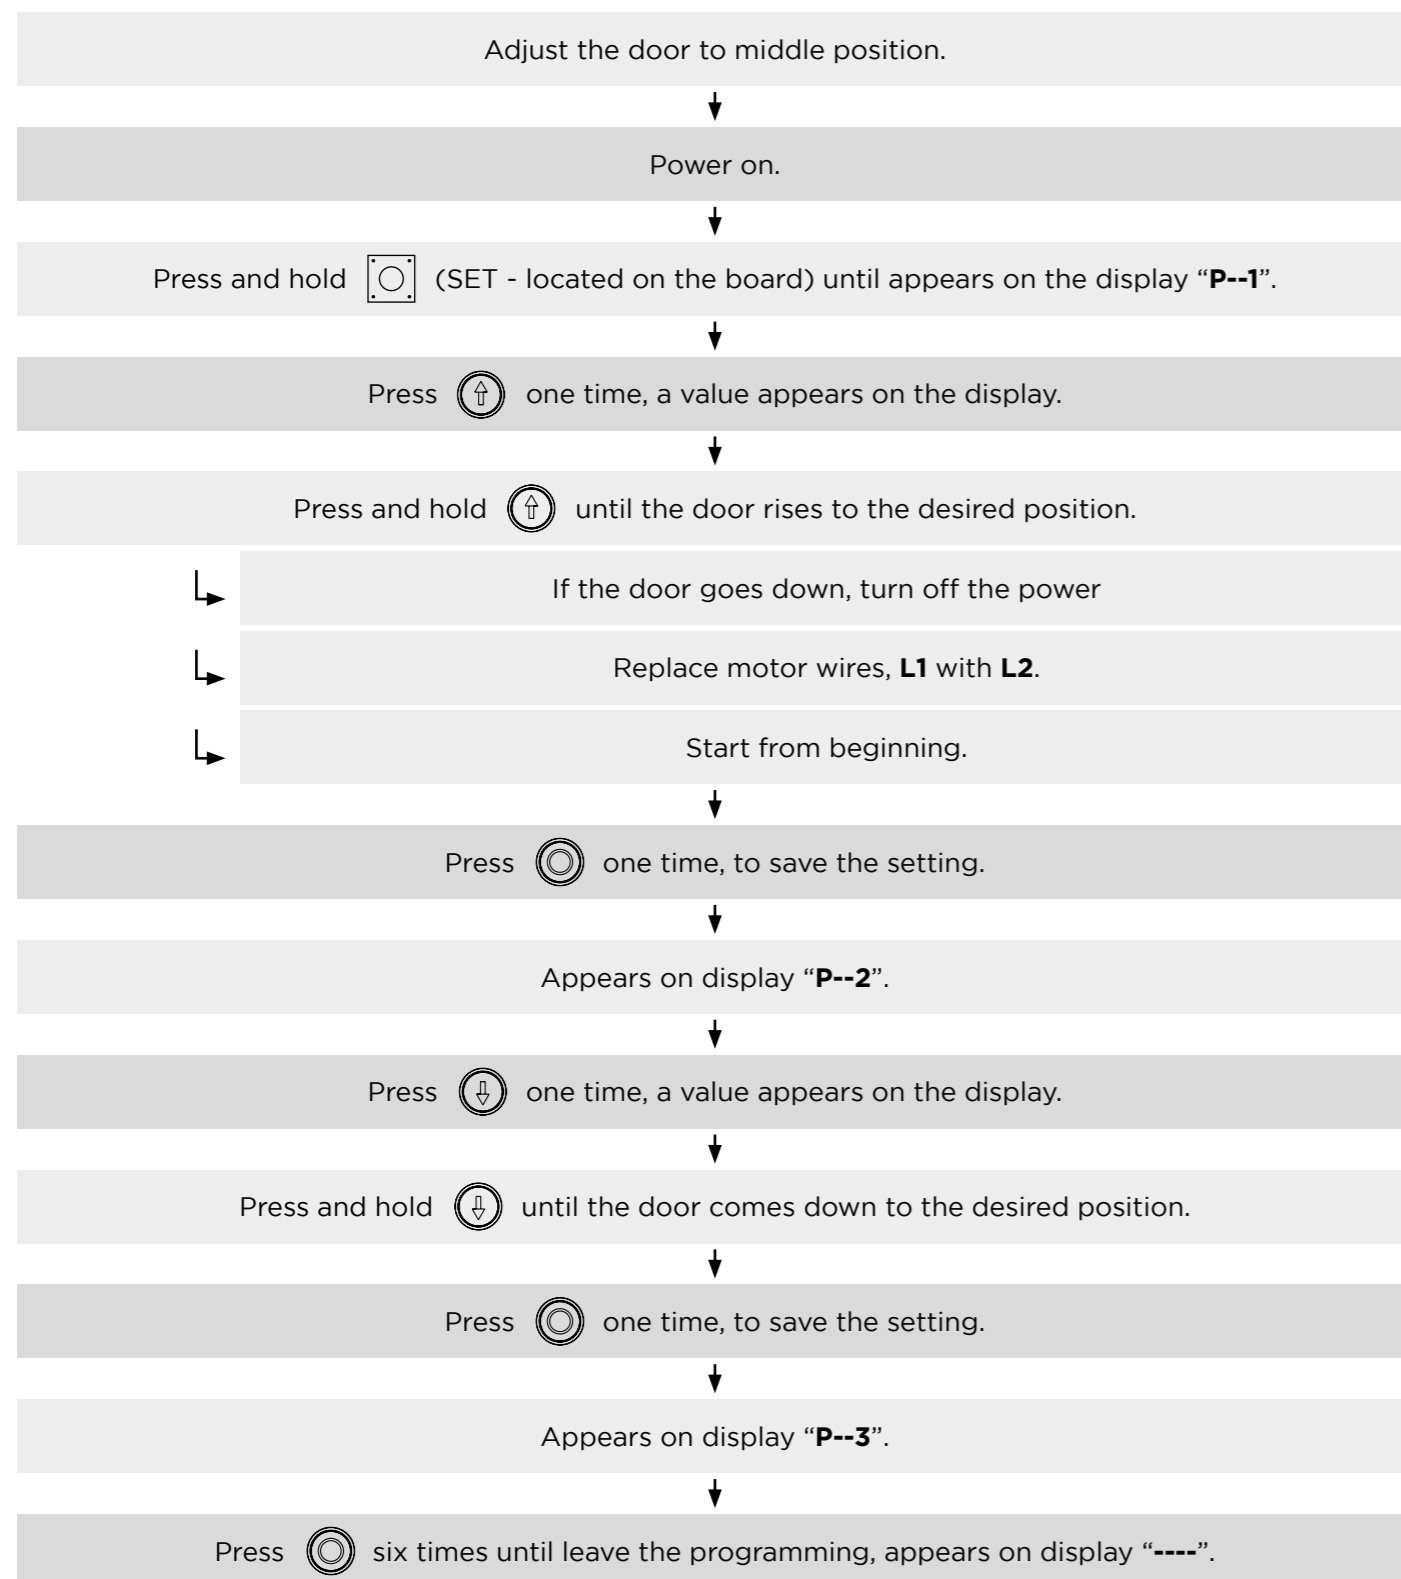 Adjust the door to middle position.
Power on.
Press and hold (SET - located on the board) until appears on the display “P--1”.
Press one time, a value appears on the display.
Press and hold until the door rises to the desired position.
If the door goes down, turn off the power
Replace motor wires, L1 with L2.
Start from beginning.
Press one time, to save the setting.
Appears on display “P--2”.
Press one time, a value appears on the display.
Press and hold until the door comes down to the desired position.
Press one time, to save the setting.
Appears on display “P--3”.
Press six times until leave the programming, appears on display “----”.